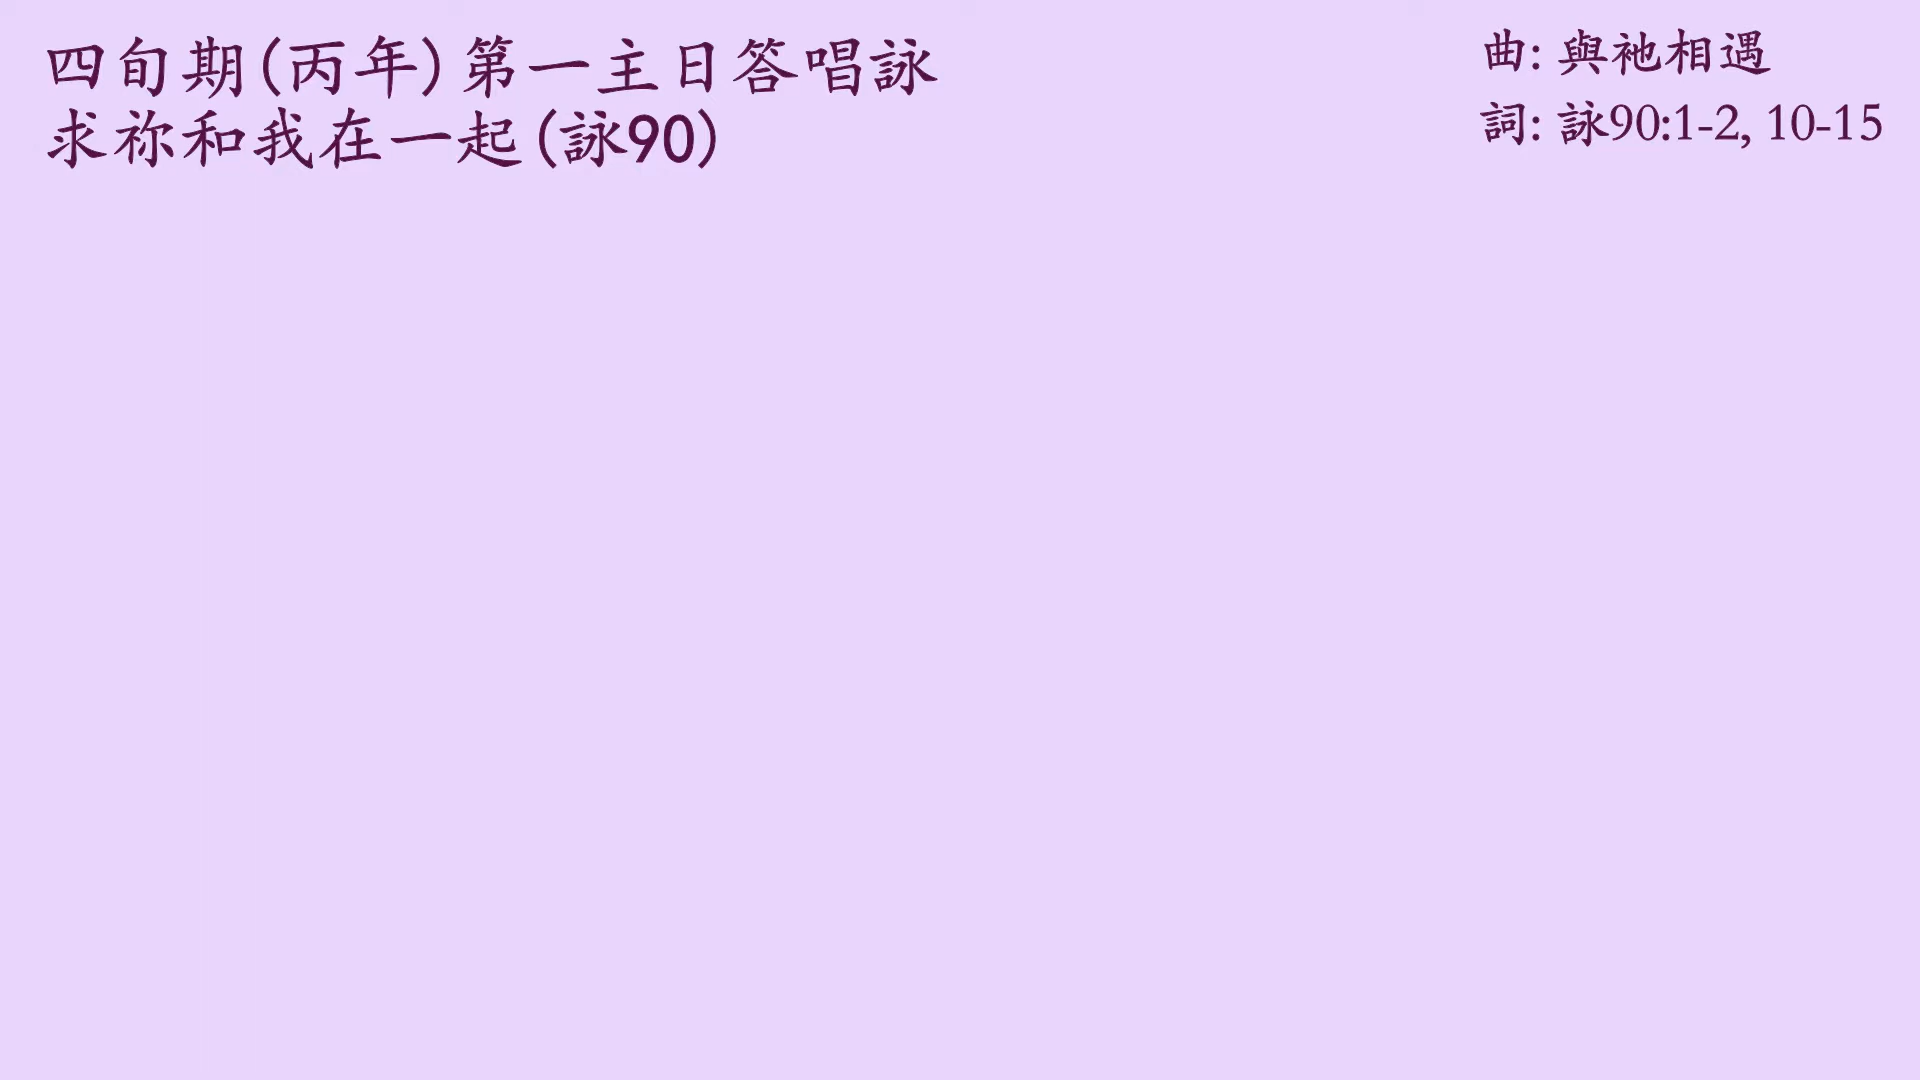 四旬期(丙年)第一主日答唱詠
求祢和我在一起(詠90)
曲: 與祂相遇
詞: 詠90:1-2, 10-15